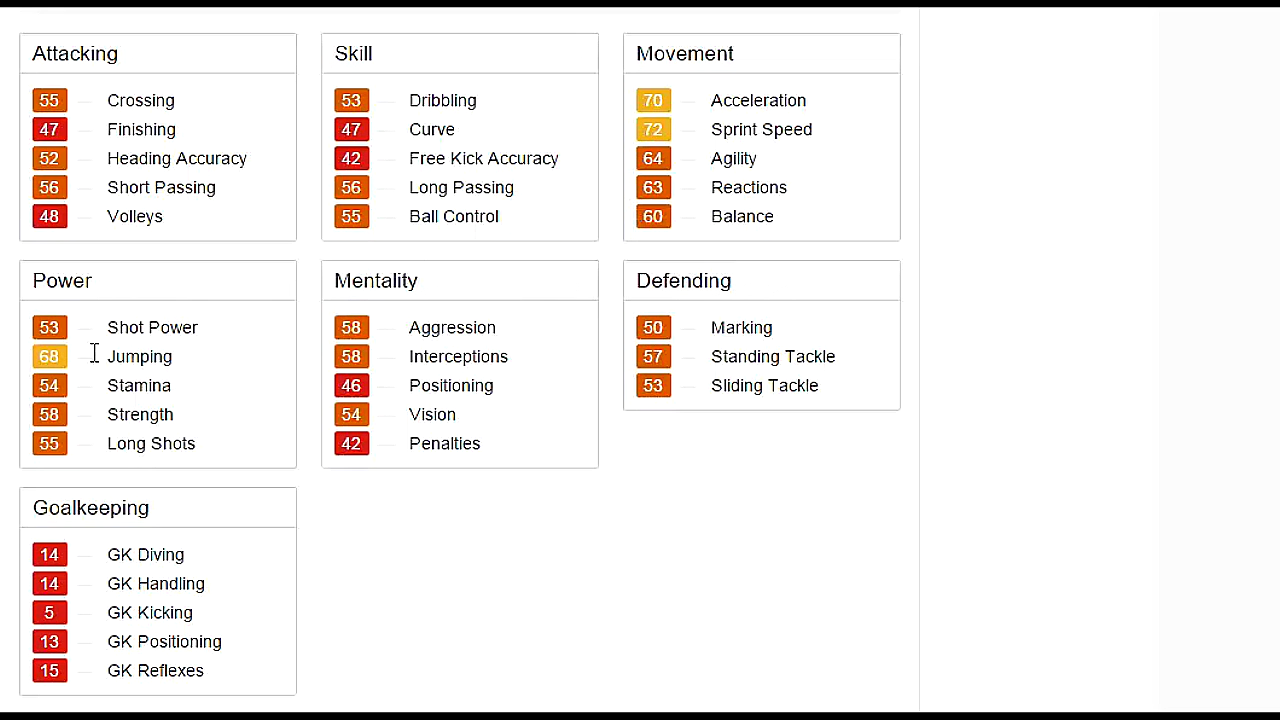 Attacking
55 Crossing
47 Finishing
52 Heading Accuracy
56 Short Passing
48 Volleys
Skill
53 Dribbling
47 Curve
42 Free Kick Accuracy
56 Long Passing
55 Ball Control
Movement
70 Acceleration
72 Sprint Speed
64 Agility
63 Reactions
60 Balance
Power
53 Shot Power
68 Jumping
54 Stamina
58 Strength
55 Long Shots
Mentality
58 Aggression
58 Interceptions
46 Positioning
54 Vision
42 Penalties
Defending
50 Marking
57 Standing Tackle
53 Sliding Tackle
Goalkeeping
14 GK Diving
14 GK Handling
5 GK Kicking
13 GK Positioning
15 GK Reflexes